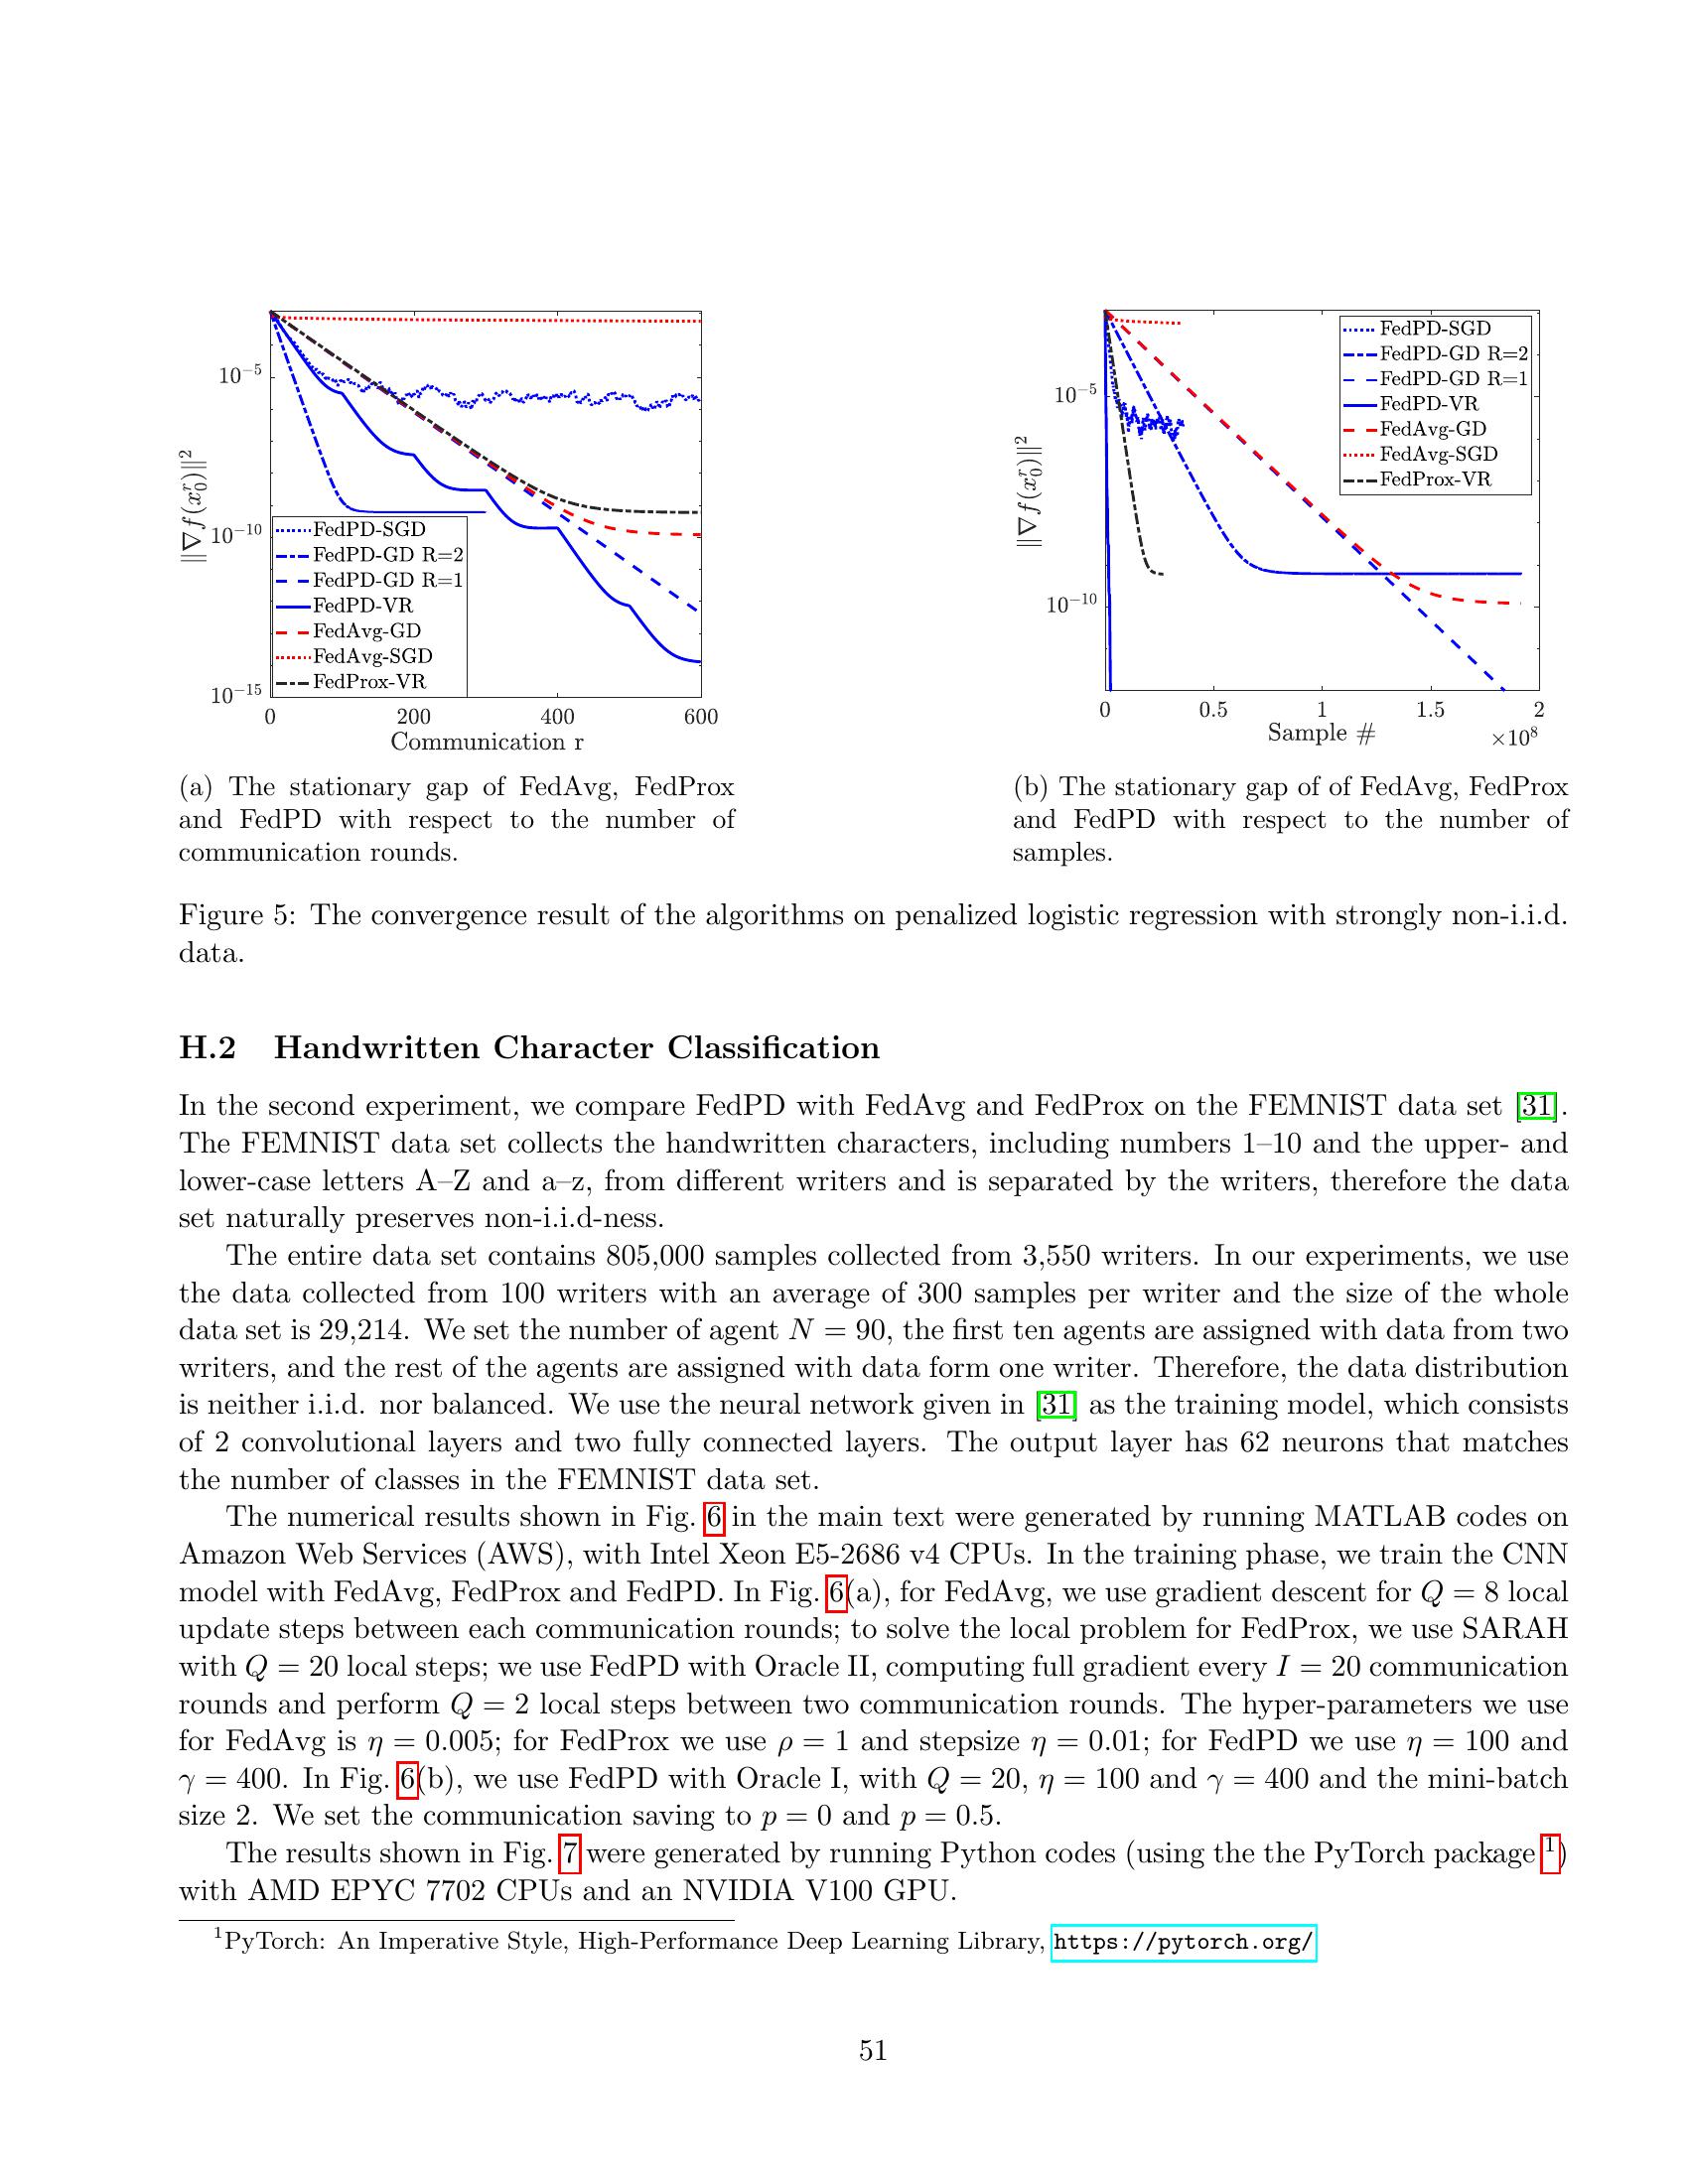 10−5
10−10
10−15
‖∇f(x_0^r)‖2
FedPD-SGD
FedPD-GD R=2
FedPD-GD R=1
FedPD-VR
FedAvg-GD
FedAvg-SGD
FedProx-VR
0 200 400 600
Communication r
10−5
10−10
‖∇f(x_0^r)‖2
FedPD-SGD
FedPD-GD R=2
FedPD-GD R=1
FedPD-VR
FedAvg-GD
FedAvg-SGD
FedProx-VR
0 0.5 1 1.5 2
Sample # ×108
(a) The stationary gap of FedAvg, FedProx
and FedPD with respect to the number of
communication rounds.
(b) The stationary gap of of FedAvg, FedProx
and FedPD with respect to the number of
samples.
Figure 5: The convergence result of the algorithms on penalized logistic regression with strongly non-i.i.d.
data.
H.2 Handwritten Character Classification
In the second experiment, we compare FedPD with FedAvg and FedProx on the FEMNIST data set [31].
The FEMNIST data set collects the handwritten characters, including numbers 1–10 and the upper- and
lower-case letters A–Z and a–z, from different writers and is separated by the writers, therefore the data
set naturally preserves non-i.i.d-ness.
The entire data set contains 805,000 samples collected from 3,550 writers. In our experiments, we use
the data collected from 100 writers with an average of 300 samples per writer and the size of the whole
data set is 29,214. We set the number of agent N = 90, the first ten agents are assigned with data from two
writers, and the rest of the agents are assigned with data form one writer. Therefore, the data distribution
is neither i.i.d. nor balanced. We use the neural network given in [31] as the training model, which consists
of 2 convolutional layers and two fully connected layers. The output layer has 62 neurons that matches
the number of classes in the FEMNIST data set.
The numerical results shown in Fig. 6 in the main text were generated by running MATLAB codes on
Amazon Web Services (AWS), with Intel Xeon E5-2686 v4 CPUs. In the training phase, we train the CNN
model with FedAvg, FedProx and FedPD. In Fig. 6(a), for FedAvg, we use gradient descent for Q = 8 local
update steps between each communication rounds; to solve the local problem for FedProx, we use SARAH
with Q = 20 local steps; we use FedPD with Oracle II, computing full gradient every I = 20 communication
rounds and perform Q = 2 local steps between two communication rounds. The hyper-parameters we use
for FedAvg is η = 0.005; for FedProx we use ρ = 1 and stepsize η = 0.01; for FedPD we use η = 100 and
γ = 400. In Fig. 6(b), we use FedPD with Oracle I, with Q = 20, η = 100 and γ = 400 and the mini-batch
size 2. We set the communication saving to p = 0 and p = 0.5.
The results shown in Fig. 7 were generated by running Python codes (using the the PyTorch package 1)
with AMD EPYC 7702 CPUs and an NVIDIA V100 GPU.
1PyTorch: An Imperative Style, High-Performance Deep Learning Library, https://pytorch.org/
51